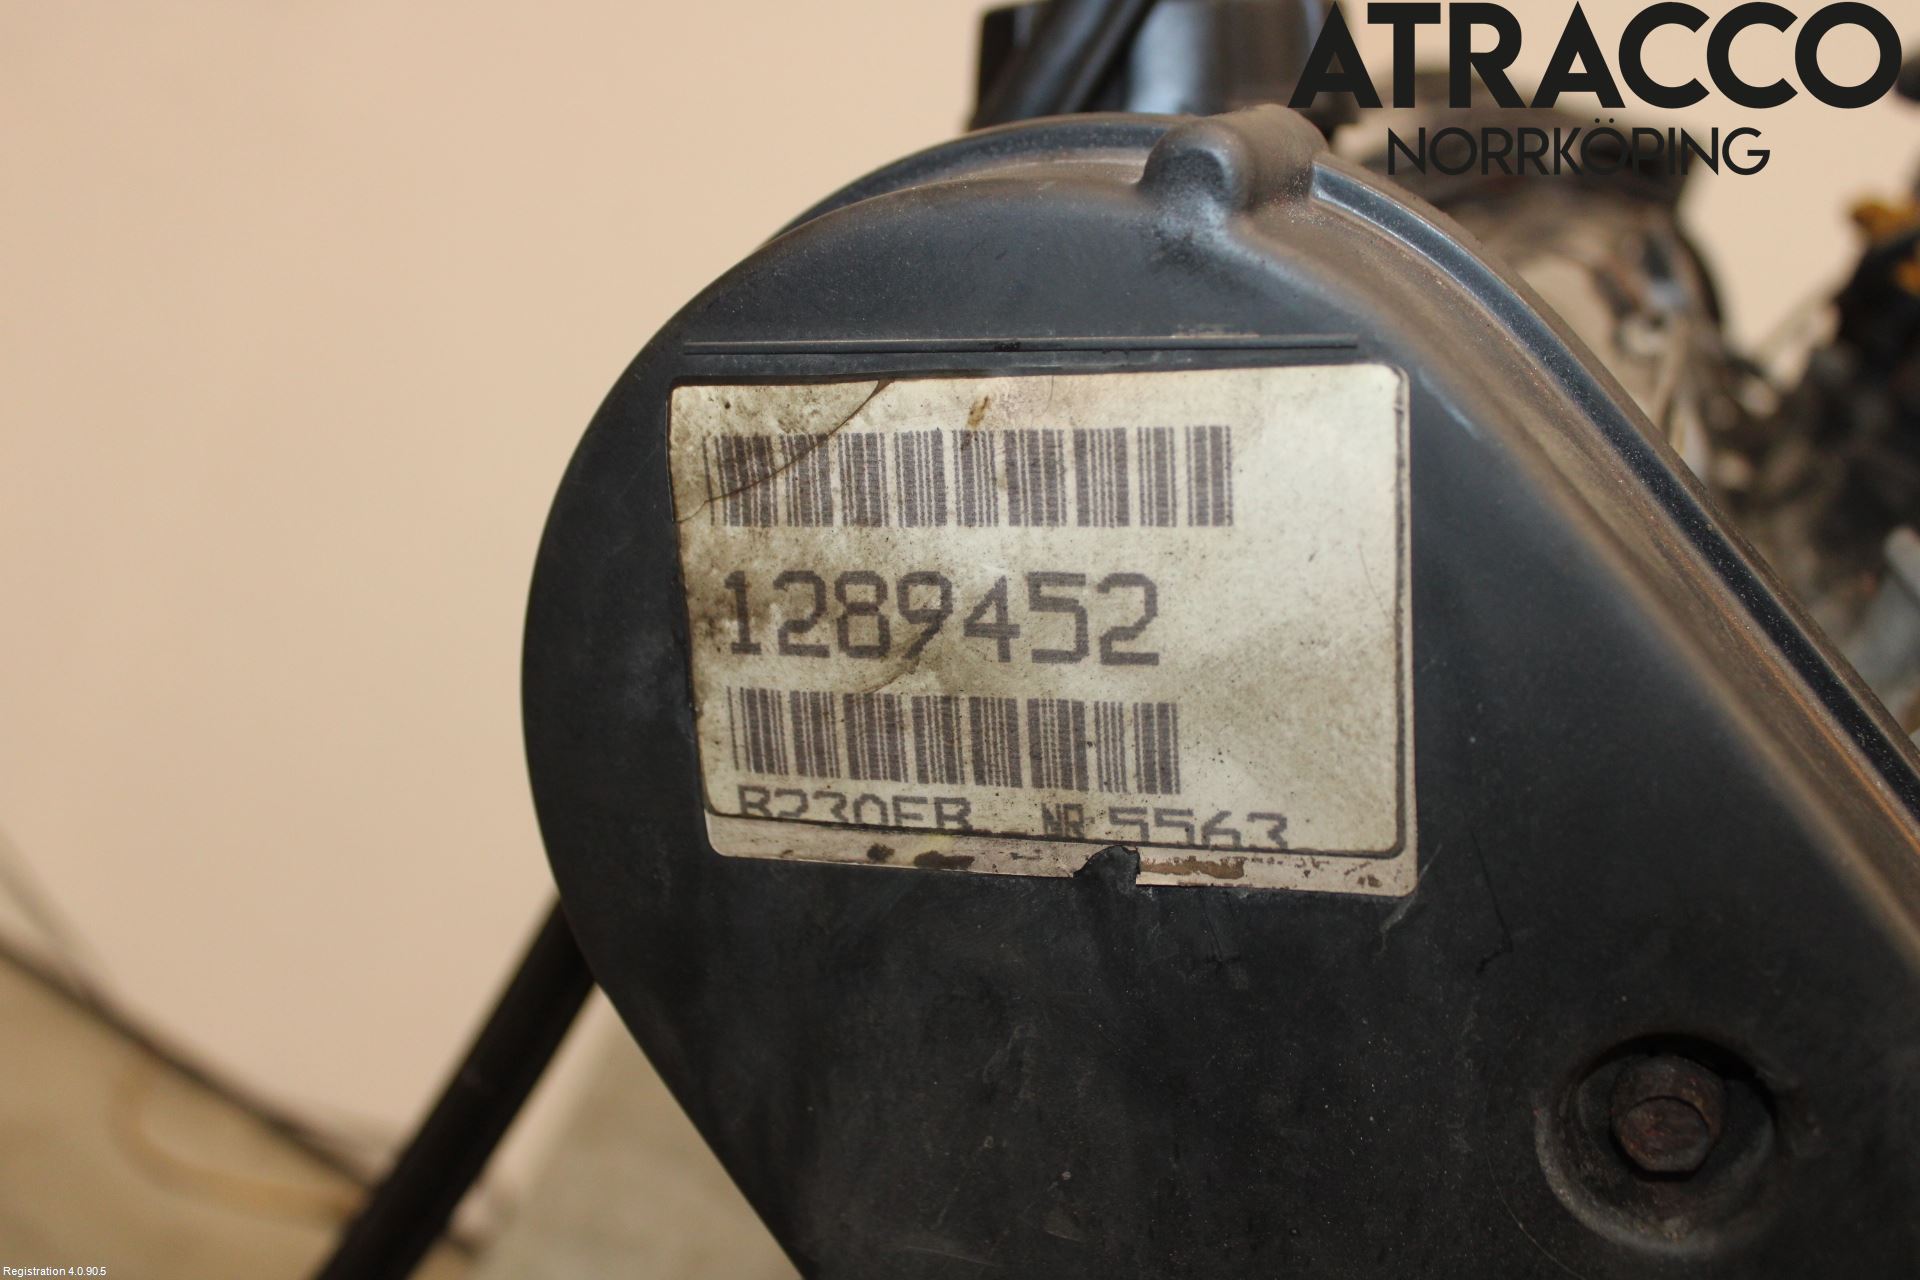 ATRACCO
NORRKÖPING
1289452
B230FB NR 5563
Registration 4.0.90.5